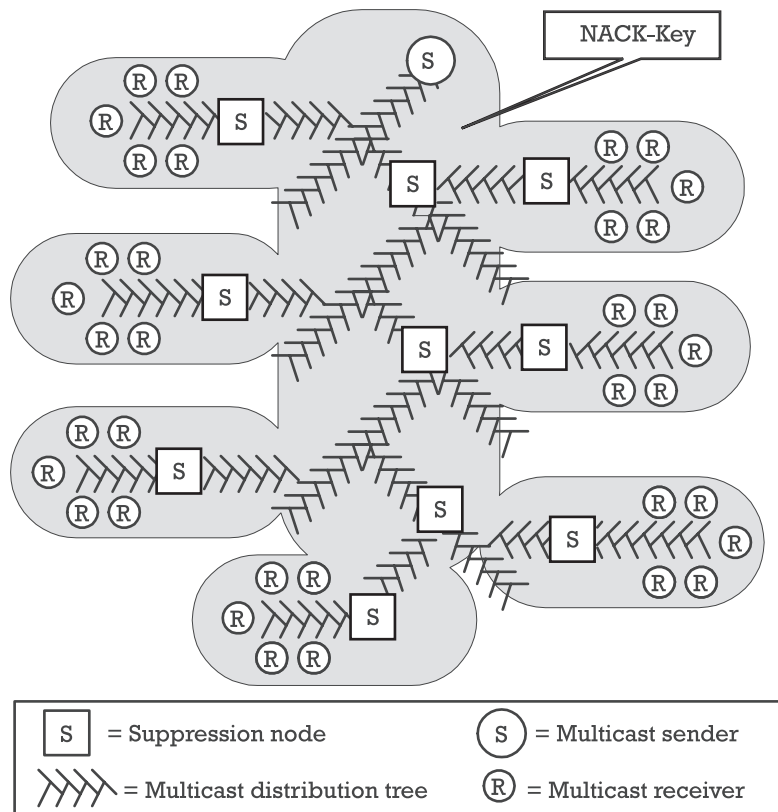 NACK-Key
S
R R
R S
R R
R R
S S R
R R
R R
R S
R R
R R
S S R
R R
R R
R S
R R
R R
S
S R
R R
R R
R S
R R
S = Suppression node
S = Multicast sender
= Multicast distribution tree
R = Multicast receiver